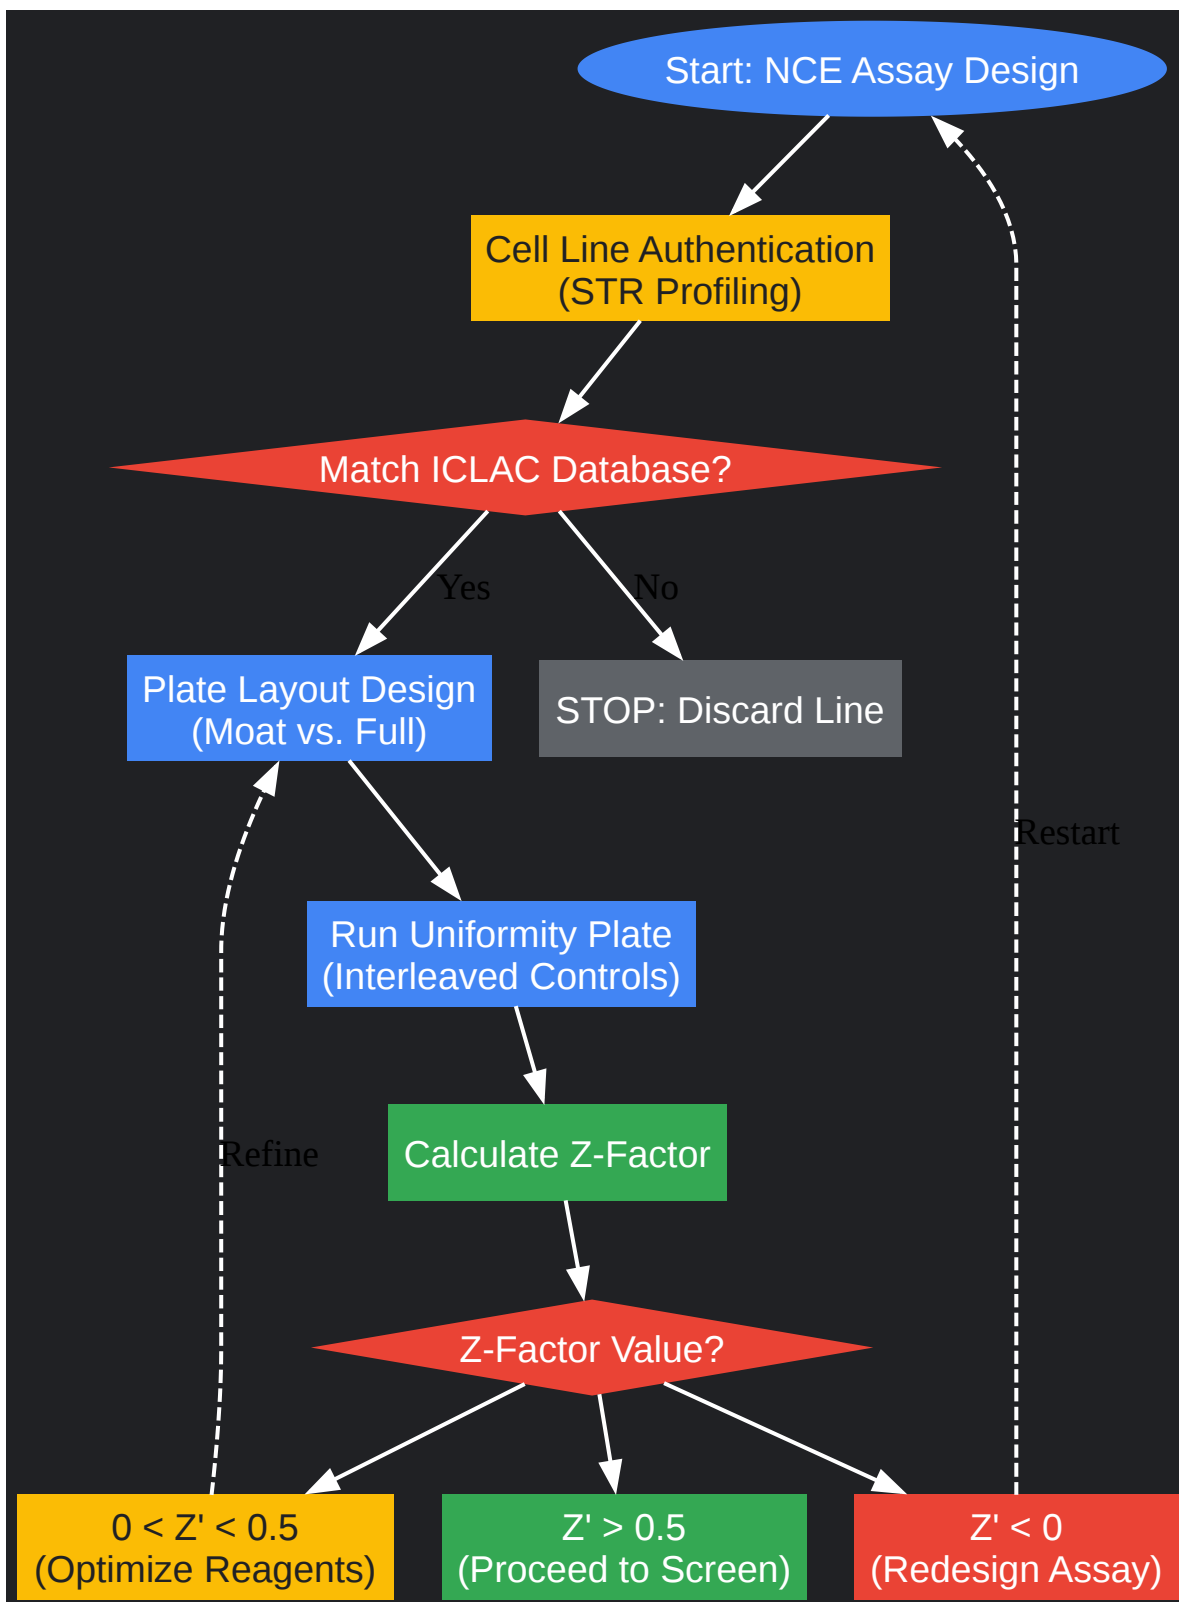 Start: NCE Assay Design
Cell Line Authentication
(STR Profiling)
Match ICLAC Database?
Yes
No
Plate Layout Design
(Moat vs. Full)
STOP: Discard Line
Restart
Run Uniformity Plate
(Interleaved Controls)
Refine
Calculate Z-Factor
Z-Factor Value?
0 < Z' < 0.5
(Optimize Reagents)
Z' > 0.5
(Proceed to Screen)
Z' < 0
(Redesign Assay)